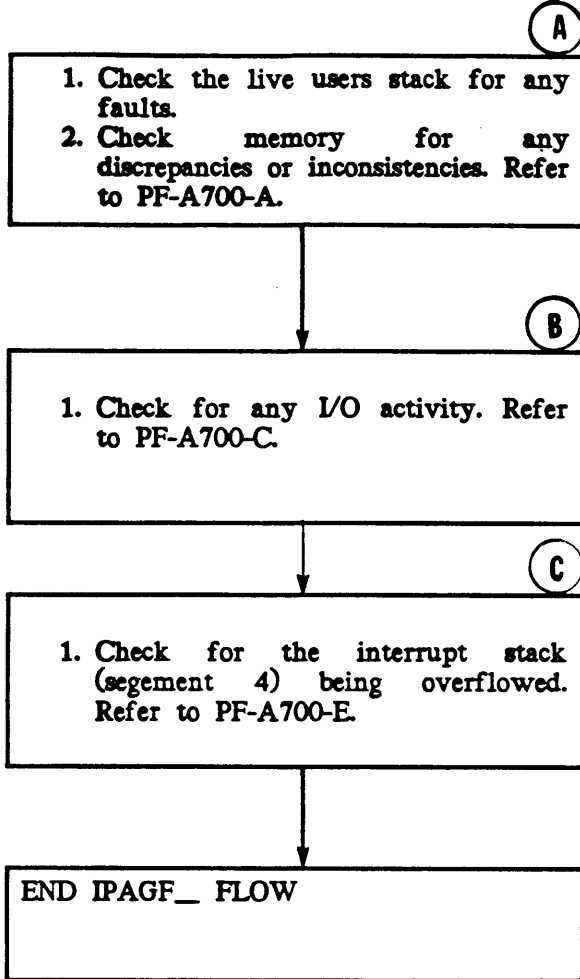 A
1. Check the live users stack for any
faults.
2. Check memory for any
discrepancies or inconsistencies. Refer
to PF-A700-A.
B
1. Check for any I/O activity. Refer
to PF-A700-C.
C
1. Check for the interrupt stack
(segement 4) being overflowed.
Refer to PF-A700-E.
END IPAGF__ FLOW